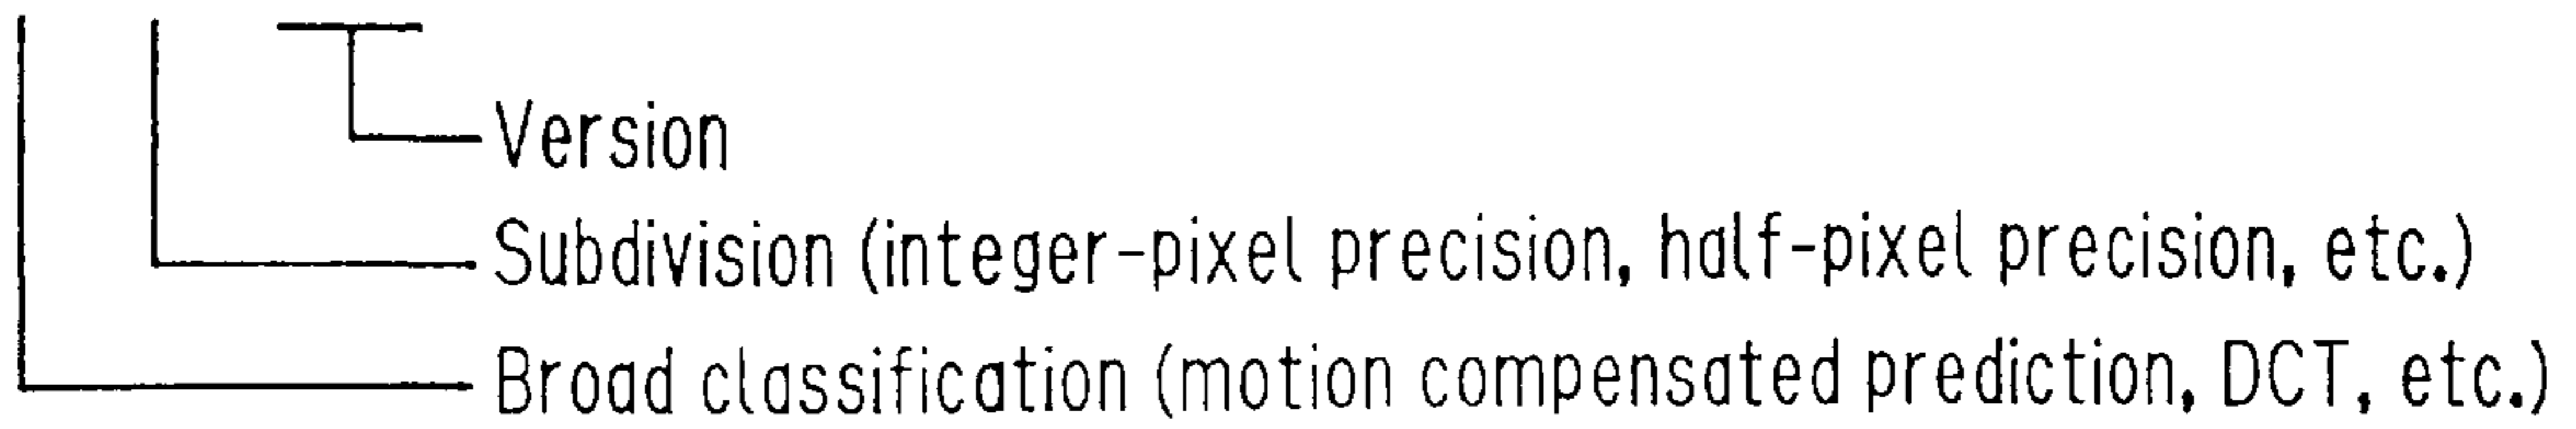 Version
Subdivision (integer-pixel precision, half-pixel precision, etc.)
Broad classification (motion compensated prediction, DCT, etc.)